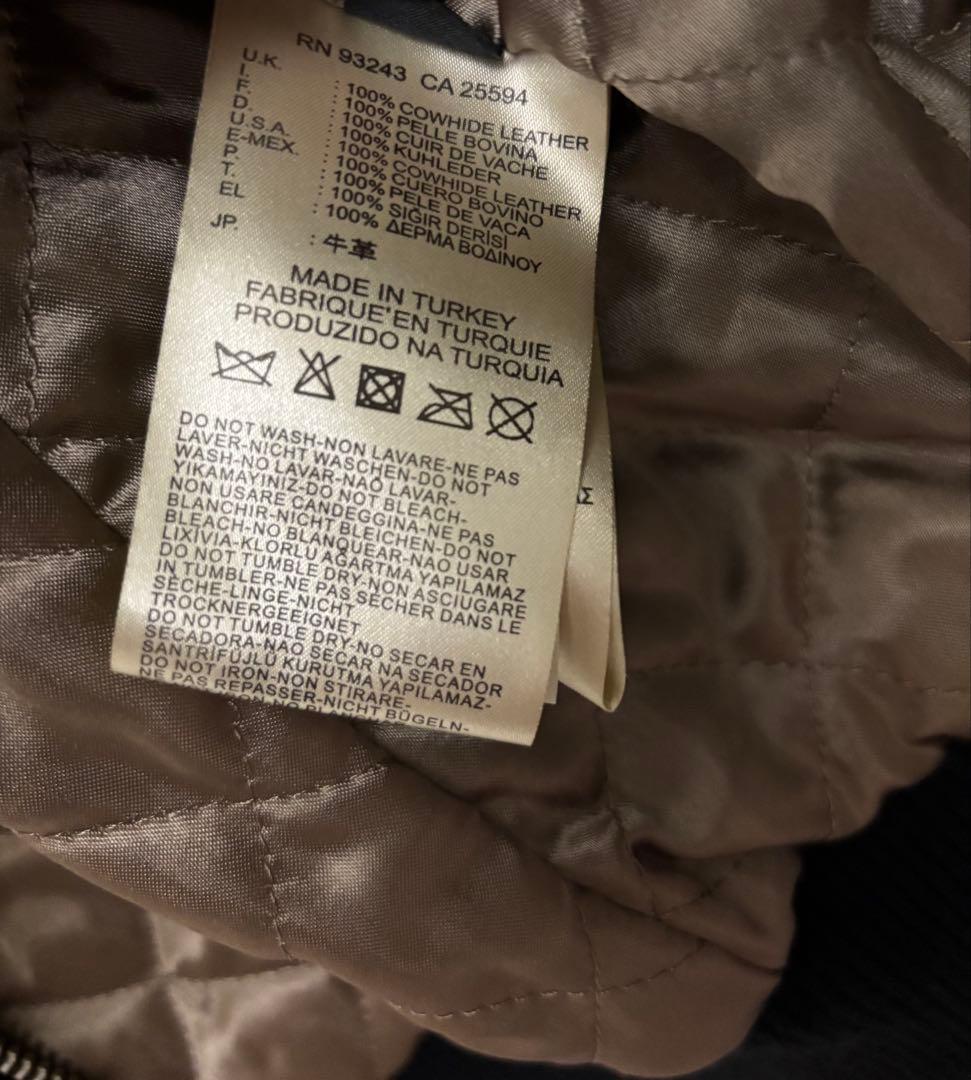 RN 93243 CA 25594
U.K. : 100% COWHIDE LEATHER
I. : 100% PELLE BOVINA
F. : 100% CUIR DE VACHE
D. : 100% KUHLEDER
U.S.A. : 100% COWHIDE LEATHER
E-MEX. : 100% CUERO BOVINO
P. : 100% PELE DE VACA
T. : 100% SIĞIR DERİSİ
EL : 100% ΔΕΡΜΑ ΒΟΔΙΝΟΥ
JP. : 牛革
MADE IN TURKEY
FABRIQUE'EN TURQUIE
PRODUZIDO NA TURQUIA
DO NOT WASH-NON LAVARE-NE PAS
LAVER-NICHT WASCHEN-DO NOT
WASH-NO LAVAR-NAO LAVAR-
YIKAMAYINIZ-DO NOT BLEACH-
NON USARE CANDEGGINA-NE PAS
BLANCHIR-NICHT BLEICHEN-DO NOT
BLEACH-NO BLANQUEAR-NAO USAR
LIXIVIA-KLORLU AĞARTMA YAPILAMAZ
DO NOT TUMBLE DRY-NON ASCIUGARE
IN TUMBLER-NE PAS SÉCHER DANS LE
SÈCHE-LINGE-NICHT
TROCKNERGEEIGNET
DO NOT TUMBLE DRY-NO SECAR EN
SECADORA-NAO SECAR NA SECADOR
SANTRİFÜJLÜ KURUTMA YAPILAMAZ-
DO NOT IRON-NON STIRARE-
NE PAS REPASSER-NICHT BÜGELN-